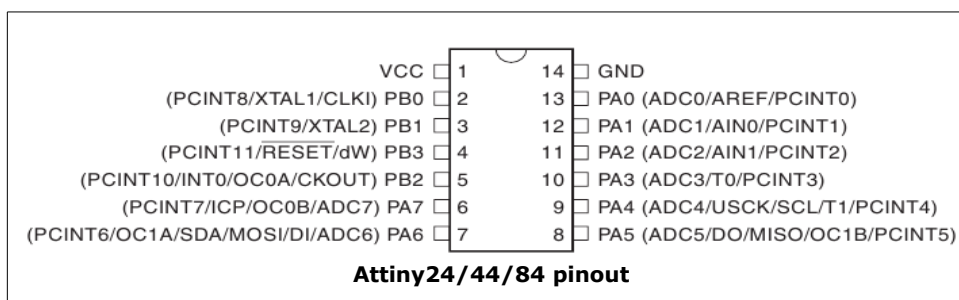 VCC 1 14 GND
(PCINT8/XTAL1/CLKI) PB0 2 13 PA0 (ADC0/AREF/PCINT0)
(PCINT9/XTAL2) PB1 3 12 PA1 (ADC1/AIN0/PCINT1)
(PCINT11/RESET/dW) PB3 4 11 PA2 (ADC2/AIN1/PCINT2)
(PCINT10/INT0/OC0A/CKOUT) PB2 5 10 PA3 (ADC3/T0/PCINT3)
(PCINT7/ICP/OC0B/ADC7) PA7 6 9 PA4 (ADC4/USCK/SCL/T1/PCINT4)
(PCINT6/OC1A/SDA/MOSI/DI/ADC6) PA6 7 8 PA5 (ADC5/DO/MISO/OC1B/PCINT5)
Attiny24/44/84 pinout